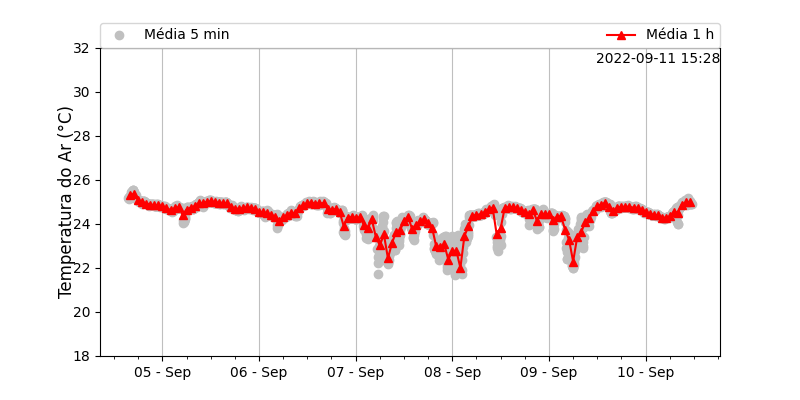 Média 5 min
Média 1 h
2022-09-11 15:28
Temperatura do Ar (°C)
32
30
28
26
24
22
20
18
05 - Sep
06 - Sep
07 - Sep
08 - Sep
09 - Sep
10 - Sep